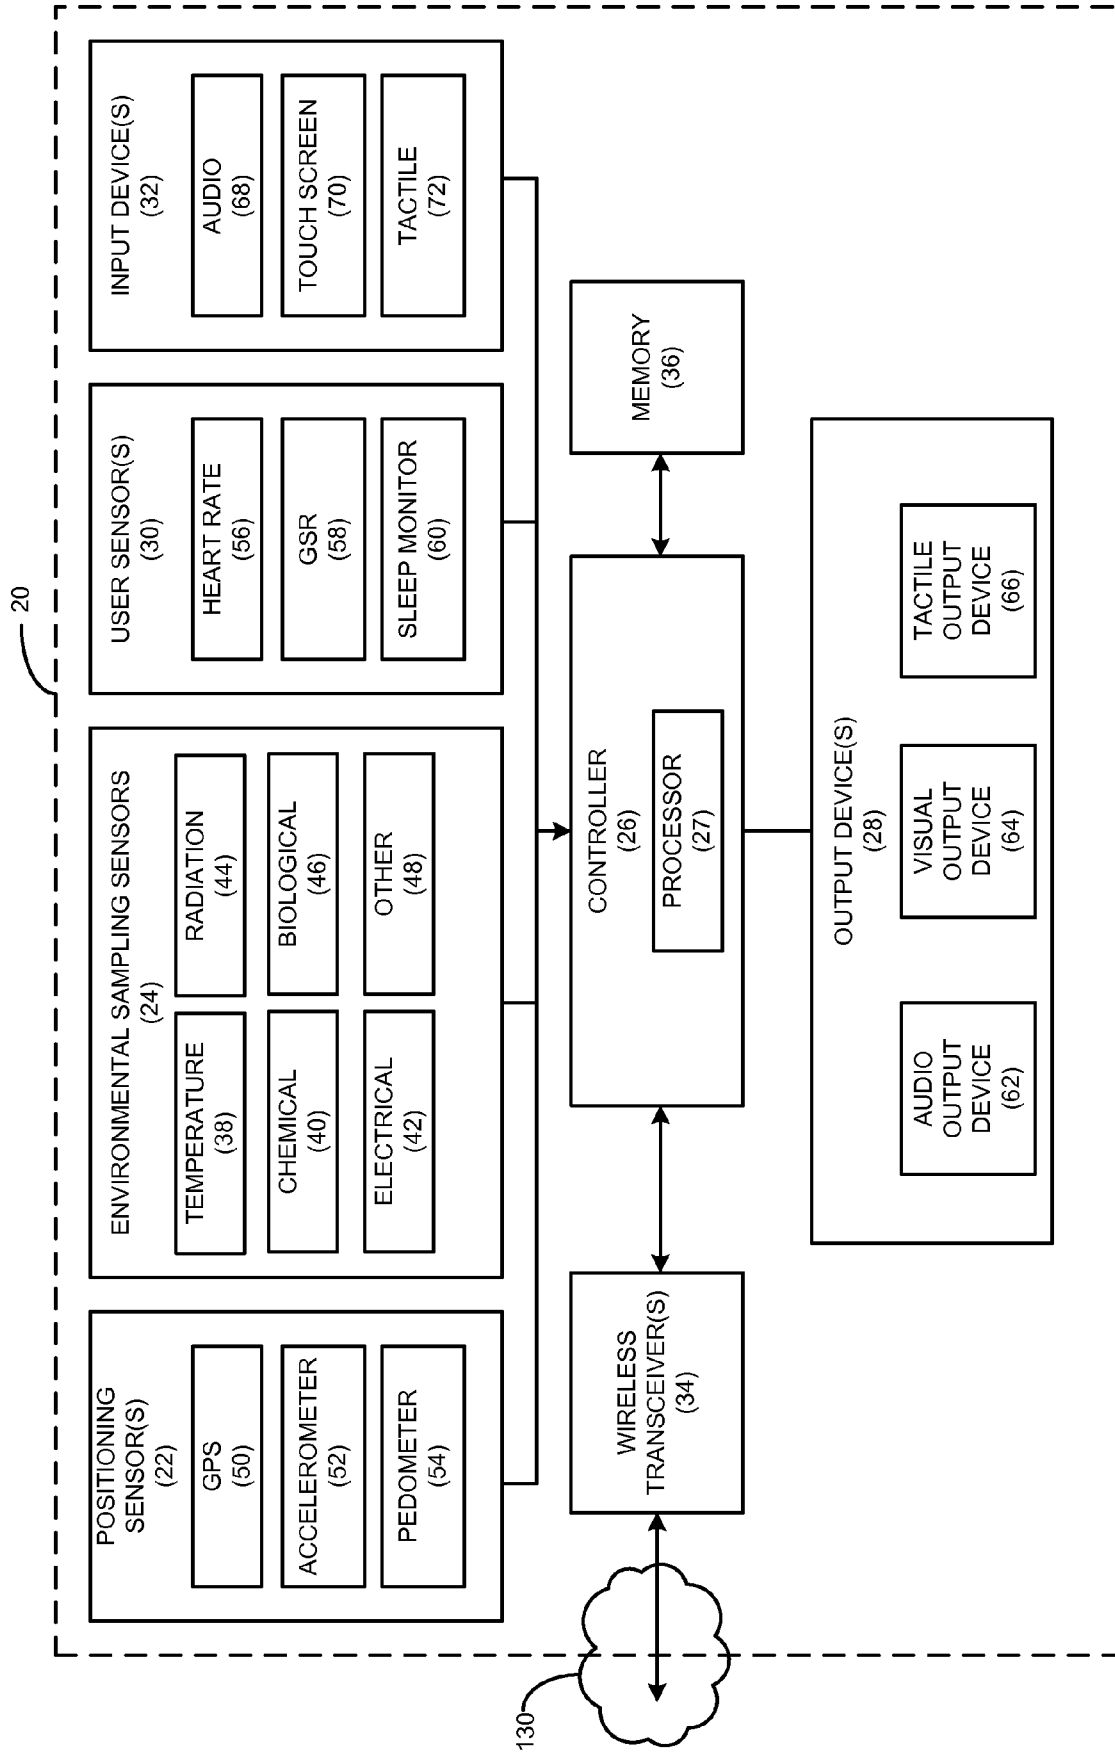 20
POSITIONING
SENSOR(S)
(22)
GPS
(50)
ACCELEROMETER
(52)
PEDOMETER
(54)
ENVIRONMENTAL SAMPLING SENSORS
(24)
TEMPERATURE
(38)
RADIATION
(44)
CHEMICAL
(40)
BIOLOGICAL
(46)
ELECTRICAL
(42)
OTHER
(48)
USER SENSOR(S)
(30)
HEART RATE
(56)
GSR
(58)
SLEEP MONITOR
(60)
INPUT DEVICE(S)
(32)
AUDIO
(68)
TOUCH SCREEN
(70)
TACTILE
(72)
130
WIRELESS
TRANSCEIVER(S)
(34)
CONTROLLER
(26)
PROCESSOR
(27)
MEMORY
(36)
OUTPUT DEVICE(S)
(28)
AUDIO
OUTPUT
DEVICE
(62)
VISUAL
OUTPUT
DEVICE
(64)
TACTILE
OUTPUT
DEVICE
(66)